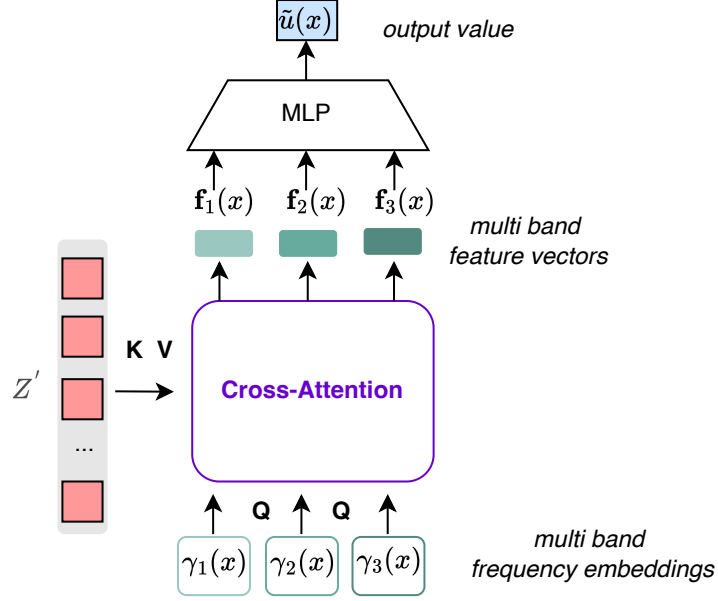 ũ(x)
output value
MLP
f₁(x) f₂(x) f₃(x)
multi band
feature vectors
K V
Z′
Cross-Attention
...
Q Q
γ₁(x) γ₂(x) γ₃(x)
multi band
frequency embeddings